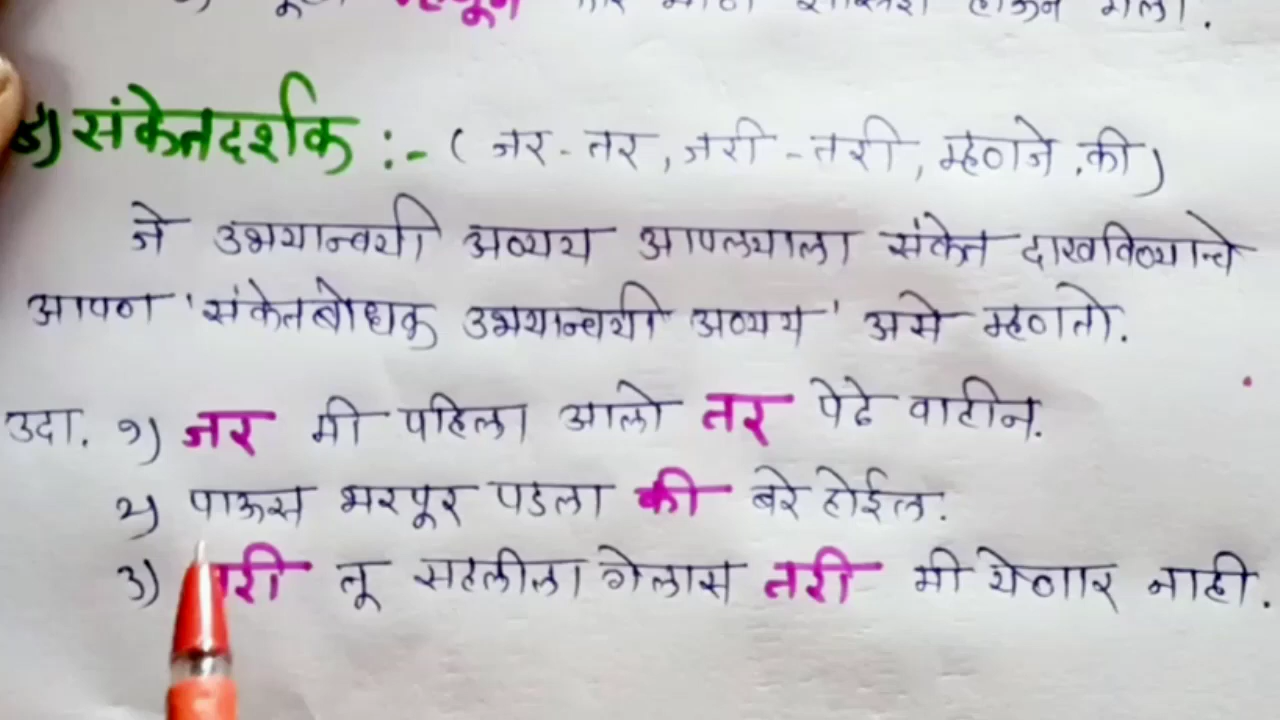 ड) संकेतदर्शक :- ( जर - तर , जरी - तरी , म्हणजे , की )
जे उभयान्वयी अव्यय आपल्याला संकेत दाखविण्याचे
आपण 'संकेतबोधक उभयान्वयी अव्यय' असे म्हणतो.
उदा. १) जर मी पहिला आलो तर पेढे वाटीन.
२) पाऊस भरपूर पडला की बरे होईल.
३) जरी तू सहलीला गेलास तरी मी येणार नाही.